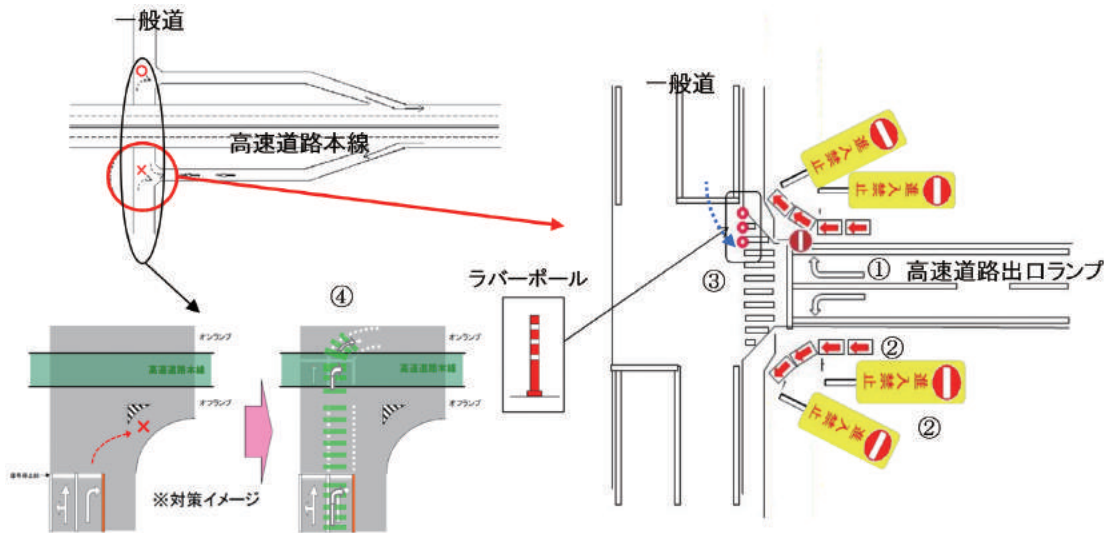 一般道
高速道路本線
一般道
進入禁止
進入禁止
① 高速道路出口ランプ
③
ラバーポール
②
進入禁止
②
進入禁止
④
オンランプ
高速道路本線
オフランプ
オンランプ
高速道路本線
オフランプ
※対策イメージ